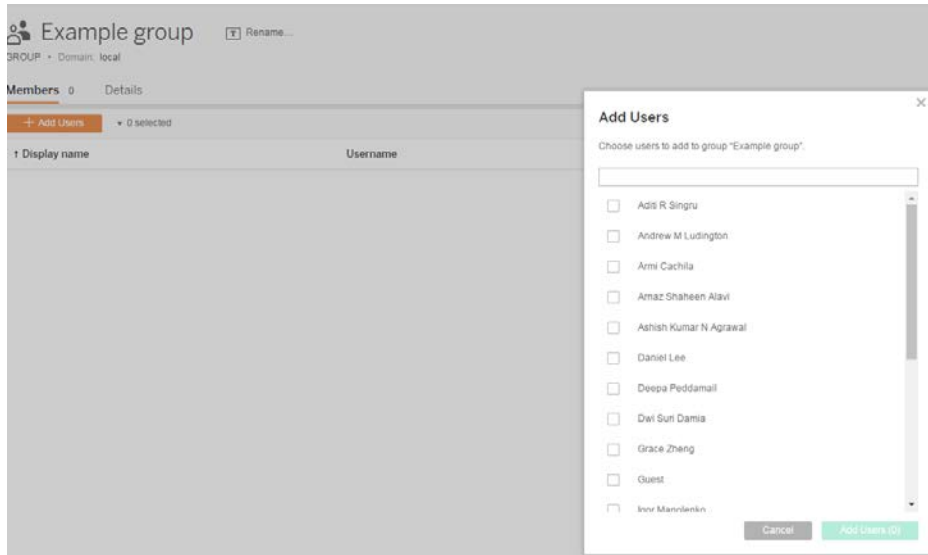 Example group
Rename...
GROUP • Domain: local
Members 0 Details
+ Add Users ▾ 0 selected
↑ Display name Username
×
Add Users
Choose users to add to group "Example group".
Aditi R Singru
Andrew M Ludington
Armi Cachila
Arnaz Shaheen Alavi
Ashish Kumar N Agrawal
Daniel Lee
Deepa Peddamail
Dwi Suri Damia
Grace Zheng
Guest
Igor Manolenko
Cancel Add Users (0)